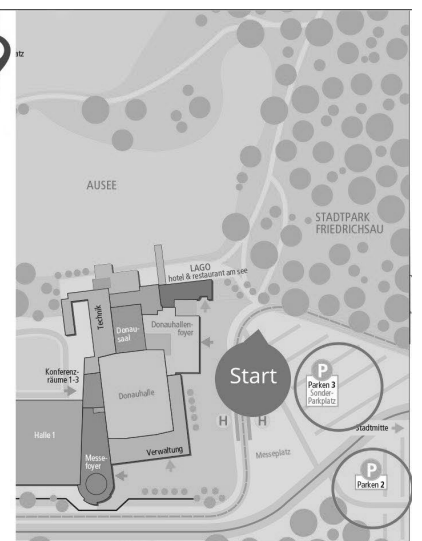 atz
AUSEE
STADTPARK
FRIEDRICHSAU
LAGO
hotel & restaurant am see
Technik
Donau-
saal
Donauhallen-
foyer
Start
P
Parken 3
Sonder-
Parkplatz
Konferenz-
räume 1-3
Donauhalle
H H
Stadtmitte
Halle 1
Messe-
foyer
Verwaltung
Messeplatz
P
Parken 2